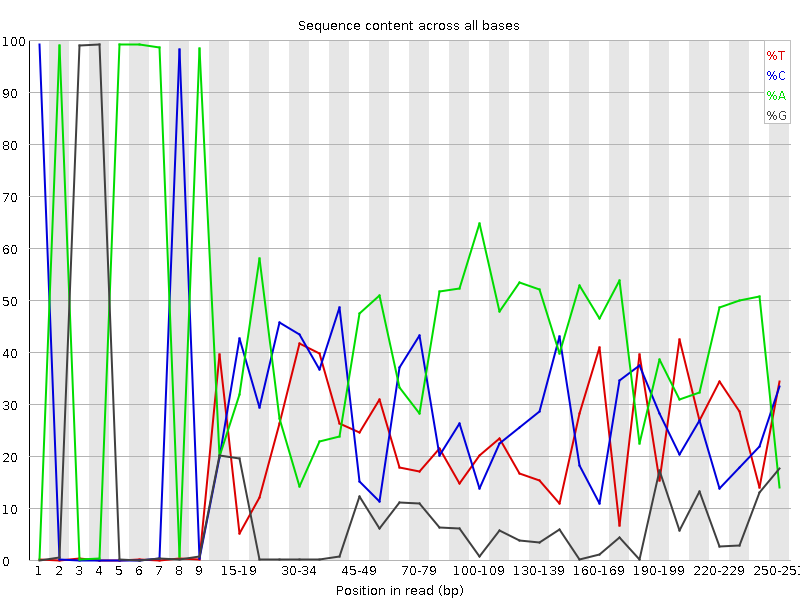 Sequence content across all bases
100
90
80
70
60
50
40
30
20
10
0
%T
%C
%A
%G
1 2 3 4 5 6 7 8 9 15-19 30-34 45-49 70-79 100-109 130-139 160-169 190-199 220-229 250-251
Position in read (bp)